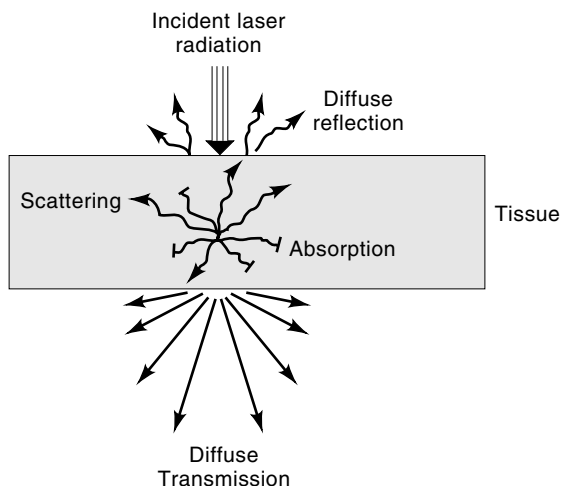 Incident laser
radiation
Diffuse
reflection
Scattering
Tissue
Absorption
Diffuse
Transmission